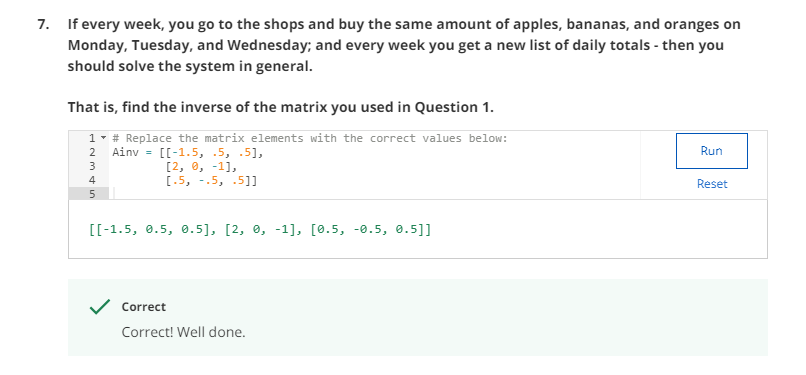 7. If every week, you go to the shops and buy the same amount of apples, bananas, and oranges on
Monday, Tuesday, and Wednesday; and every week you get a new list of daily totals - then you
should solve the system in general.
That is, find the inverse of the matrix you used in Question 1.
1 # Replace the matrix elements with the correct values below:
2 Ainv = [[-1.5, .5, .5],
3 [2, 0, -1],
4 [.5, -.5, .5]]
5
Run
Reset
[[-1.5, 0.5, 0.5], [2, 0, -1], [0.5, -0.5, 0.5]]
Correct
Correct! Well done.